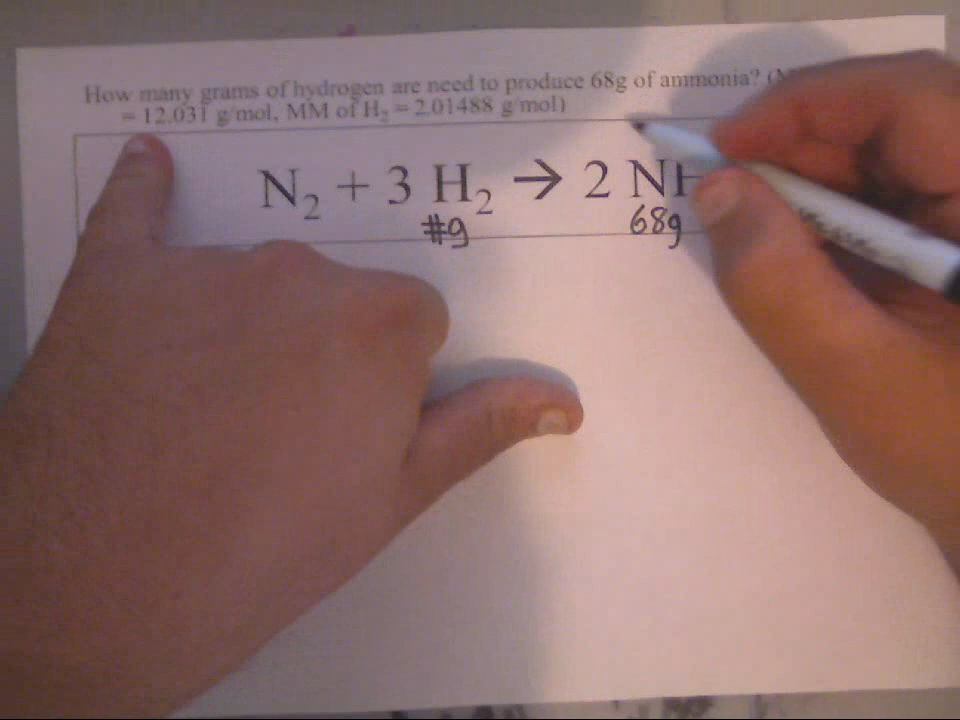 How many grams of hydrogen are need to produce 68g of ammonia? (M
= 12.031 g/mol, MM of H₂ = 2.01488 g/mol)
N₂ + 3 H₂ → 2 NH
#g 68g